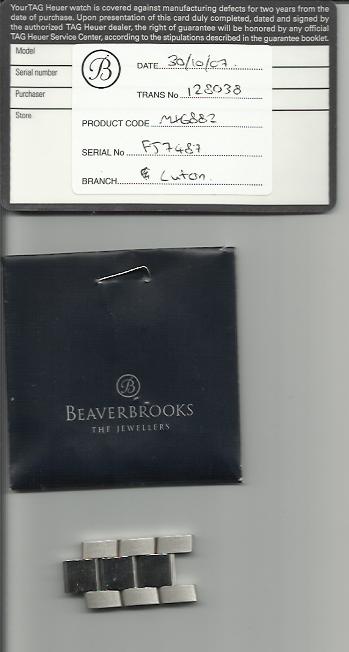 Your TAG Heuer watch is covered against manufacturing defects for two years from the
date of purchase. Upon presentation of this card duly completed, dated and signed by
the authorized TAG Heuer dealer, the right of guarantee will be honored by any official
TAG Heuer Service Center, according to the stipulations described in the guarantee booklet.
Model
Serial number
Purchaser
Store
B
DATE 30/10/07
TRANS No 128038
PRODUCT CODE
SERIAL No FJ7487
BRANCH Luton.
B
BEAVERBROOKS
THE JEWELLERS